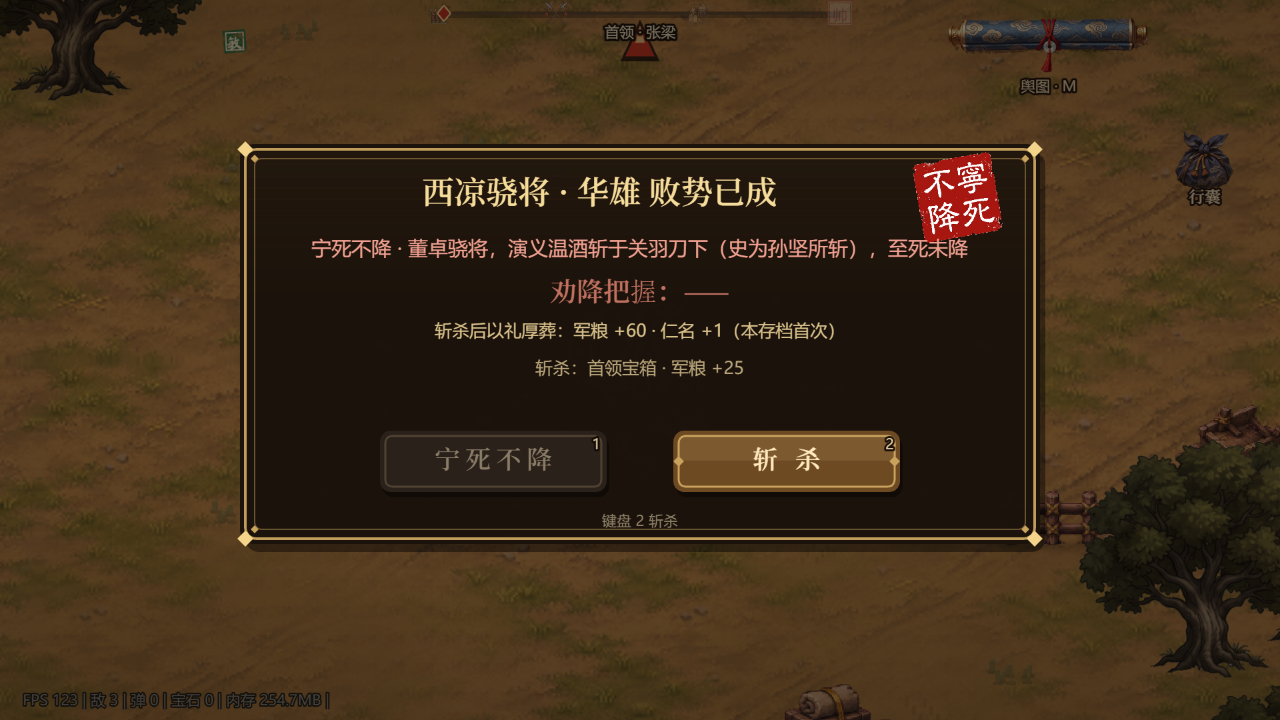 敌
首领·张梁
帅
舆图·M
行囊
西凉骁将·华雄 败势已成
不寧
降死
宁死不降·董卓骁将，演义温酒斩于关羽刀下（史为孙坚所斩），至死未降
劝降把握：——
斩杀后以礼厚葬：军粮 +60·仁名 +1（本存档首次）
斩杀：首领宝箱·军粮 +25
宁死不降
1
斩杀
2
键盘 2 斩杀
FPS 123 | 敌 3 | 弹 0 | 宝石 0 | 内存 254.7MB |